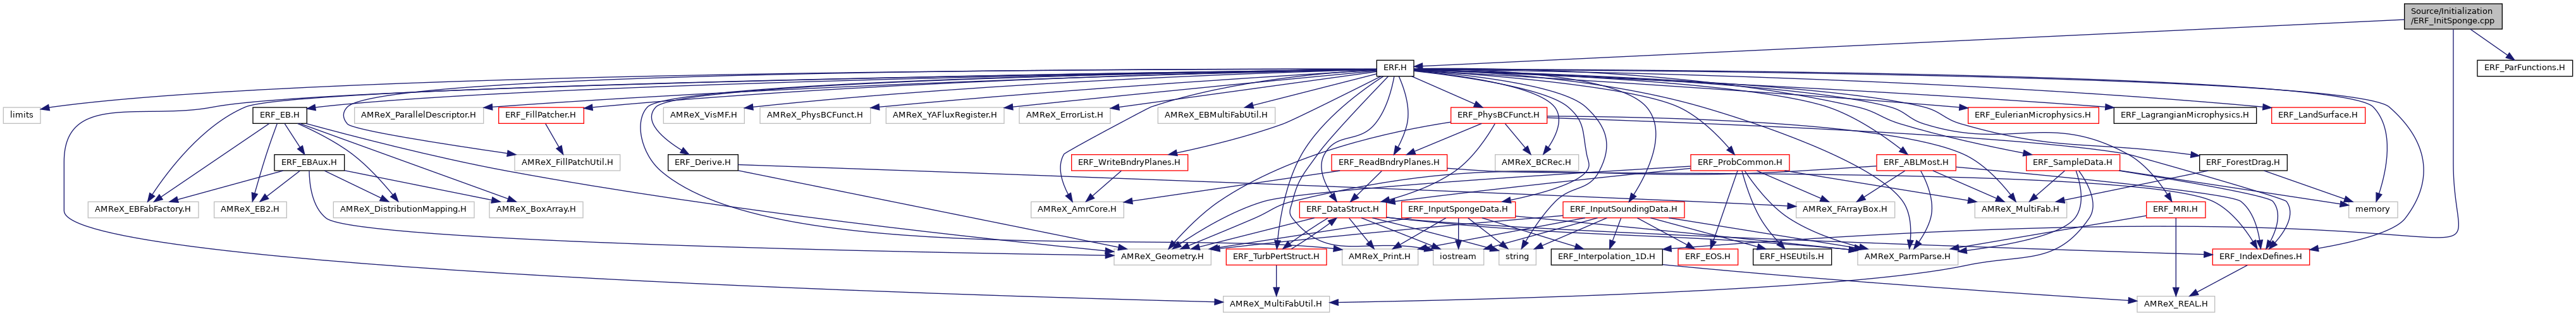 Source/Initialization
/ERF_InitSponge.cpp
ERF.H
ERF_ParFunctions.H
limits
ERF_EB.H
AMReX_ParallelDescriptor.H
ERF_FillPatcher.H
AMReX_VisMF.H
AMReX_PhysBCFunct.H
AMReX_YAFluxRegister.H
AMReX_ErrorList.H
AMReX_EBMultiFabUtil.H
ERF_PhysBCFunct.H
ERF_EulerianMicrophysics.H
ERF_LagrangianMicrophysics.H
ERF_LandSurface.H
ERF_EBAux.H
AMReX_FillPatchUtil.H
ERF_Derive.H
ERF_WriteBndryPlanes.H
ERF_ReadBndryPlanes.H
AMReX_BCRec.H
ERF_ProbCommon.H
ERF_ABLMost.H
ERF_SampleData.H
ERF_ForestDrag.H
AMReX_EBFabFactory.H
AMReX_EB2.H
AMReX_DistributionMapping.H
AMReX_BoxArray.H
AMReX_AmrCore.H
ERF_DataStruct.H
ERF_InputSpongeData.H
ERF_InputSoundingData.H
AMReX_FArrayBox.H
AMReX_MultiFab.H
ERF_MRI.H
memory
AMReX_Geometry.H
ERF_TurbPertStruct.H
AMReX_Print.H
iostream
string
ERF_Interpolation_1D.H
ERF_EOS.H
ERF_HSEUtils.H
AMReX_ParmParse.H
ERF_IndexDefines.H
AMReX_MultiFabUtil.H
AMReX_REAL.H